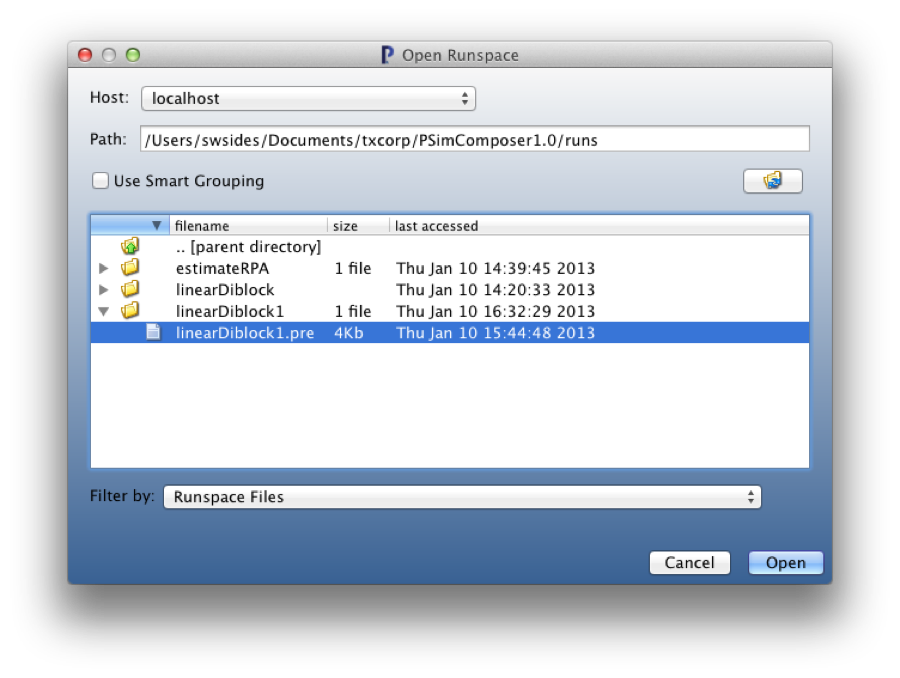 Open Runspace
Host: localhost
Path: /Users/swsides/Documents/txcorp/PSimComposer1.0/runs
Use Smart Grouping
filename size last accessed
.. [parent directory]
estimateRPA 1 file Thu Jan 10 14:39:45 2013
linearDiblock Thu Jan 10 14:20:33 2013
linearDiblock1 1 file Thu Jan 10 16:32:29 2013
linearDiblock1.pre 4Kb Thu Jan 10 15:44:48 2013
Filter by: Runspace Files
Cancel Open